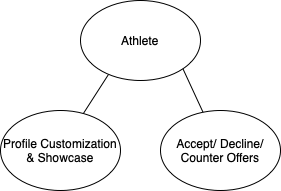 Athlete
Profile Customization
& Showcase
Accept/ Decline/
Counter Offers